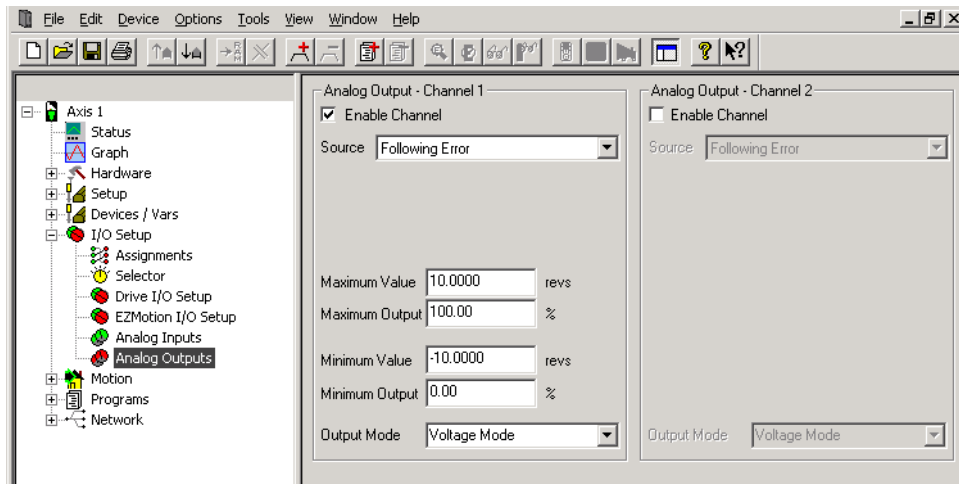 File Edit Device Options Tools View Window Help
Axis 1
Status
Graph
Hardware
Setup
Devices / Vars
I/O Setup
Assignments
Selector
Drive I/O Setup
EZMotion I/O Setup
Analog Inputs
Analog Outputs
Motion
Programs
Network
Analog Output - Channel 1
Enable Channel
Source Following Error
Maximum Value 10.0000 revs
Maximum Output 100.00 %
Minimum Value -10.0000 revs
Minimum Output 0.00 %
Output Mode Voltage Mode
Analog Output - Channel 2
Enable Channel
Source Following Error
Output Mode Voltage Mode